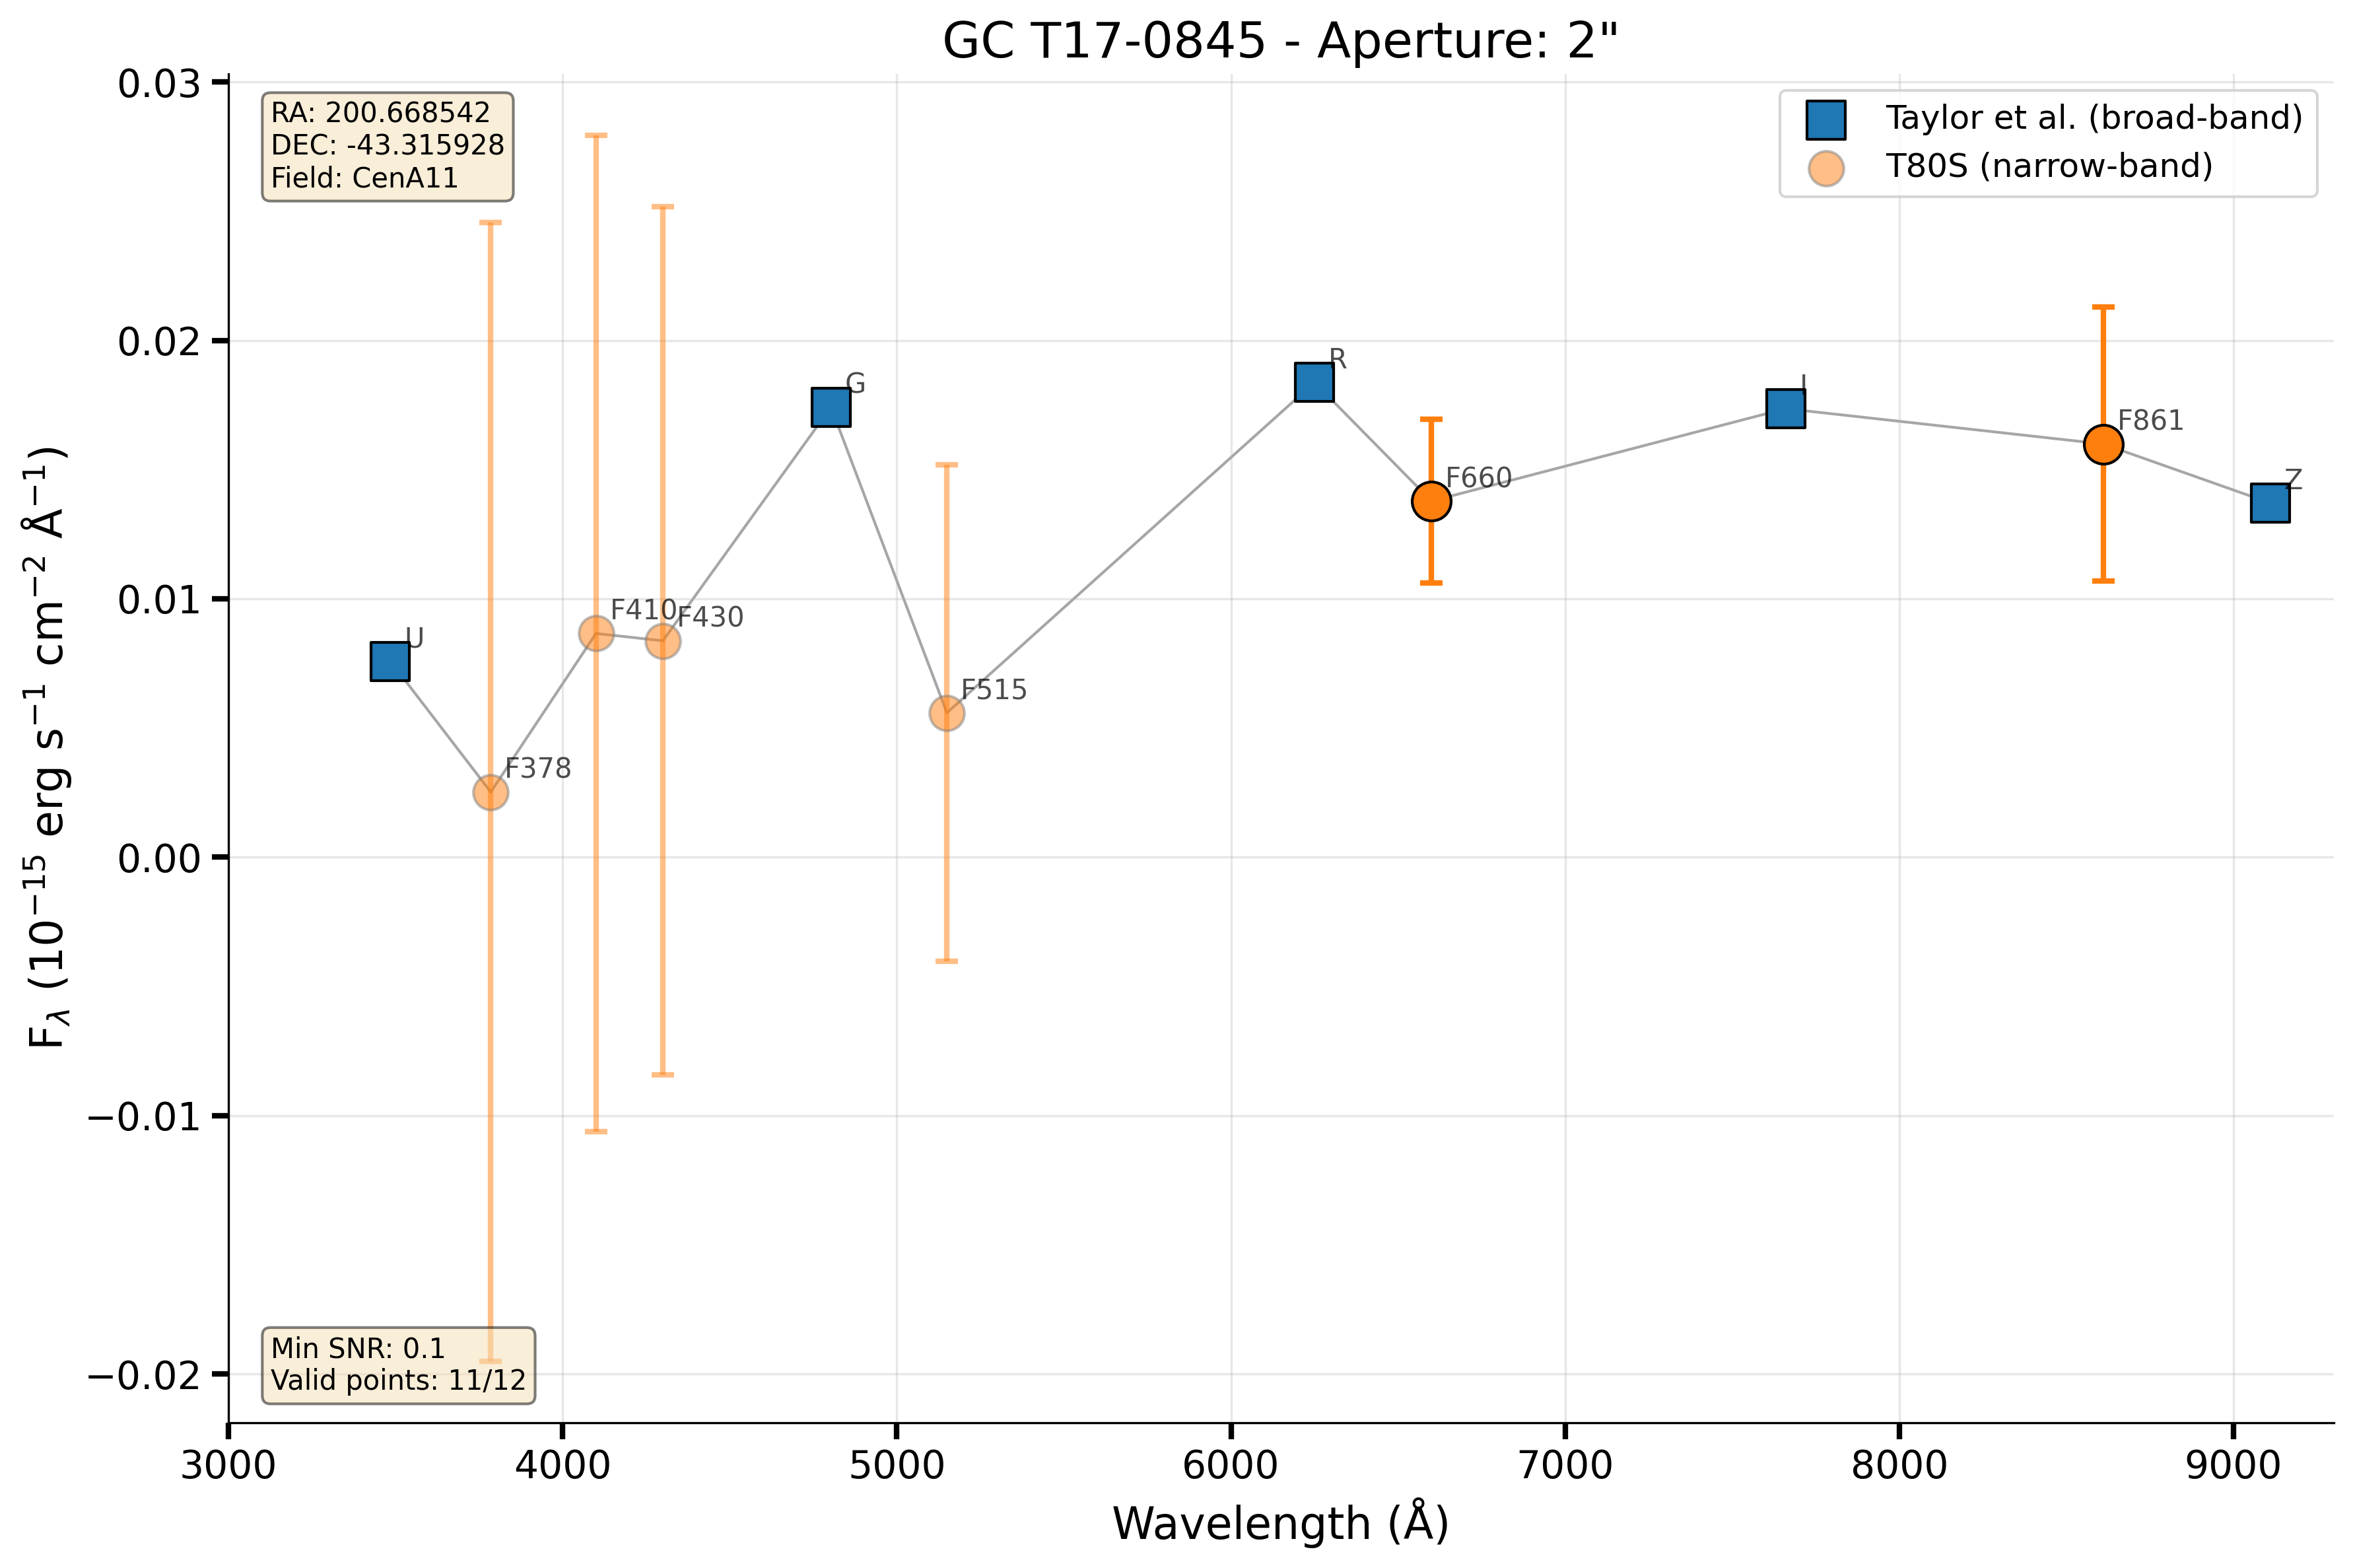 GC T17-0845 - Aperture: 2"
RA: 200.668542
DEC: -43.315928
Field: CenA11
Taylor et al. (broad-band)
T80S (narrow-band)
0.03
0.02
0.01
0.00
−0.01
−0.02
F_λ (10⁻¹⁵ erg s⁻¹ cm⁻² Å⁻¹)
U
F378
F410
F430
G
F515
R
F660
I
F861
Z
Min SNR: 0.1
Valid points: 11/12
3000 4000 5000 6000 7000 8000 9000
Wavelength (Å)